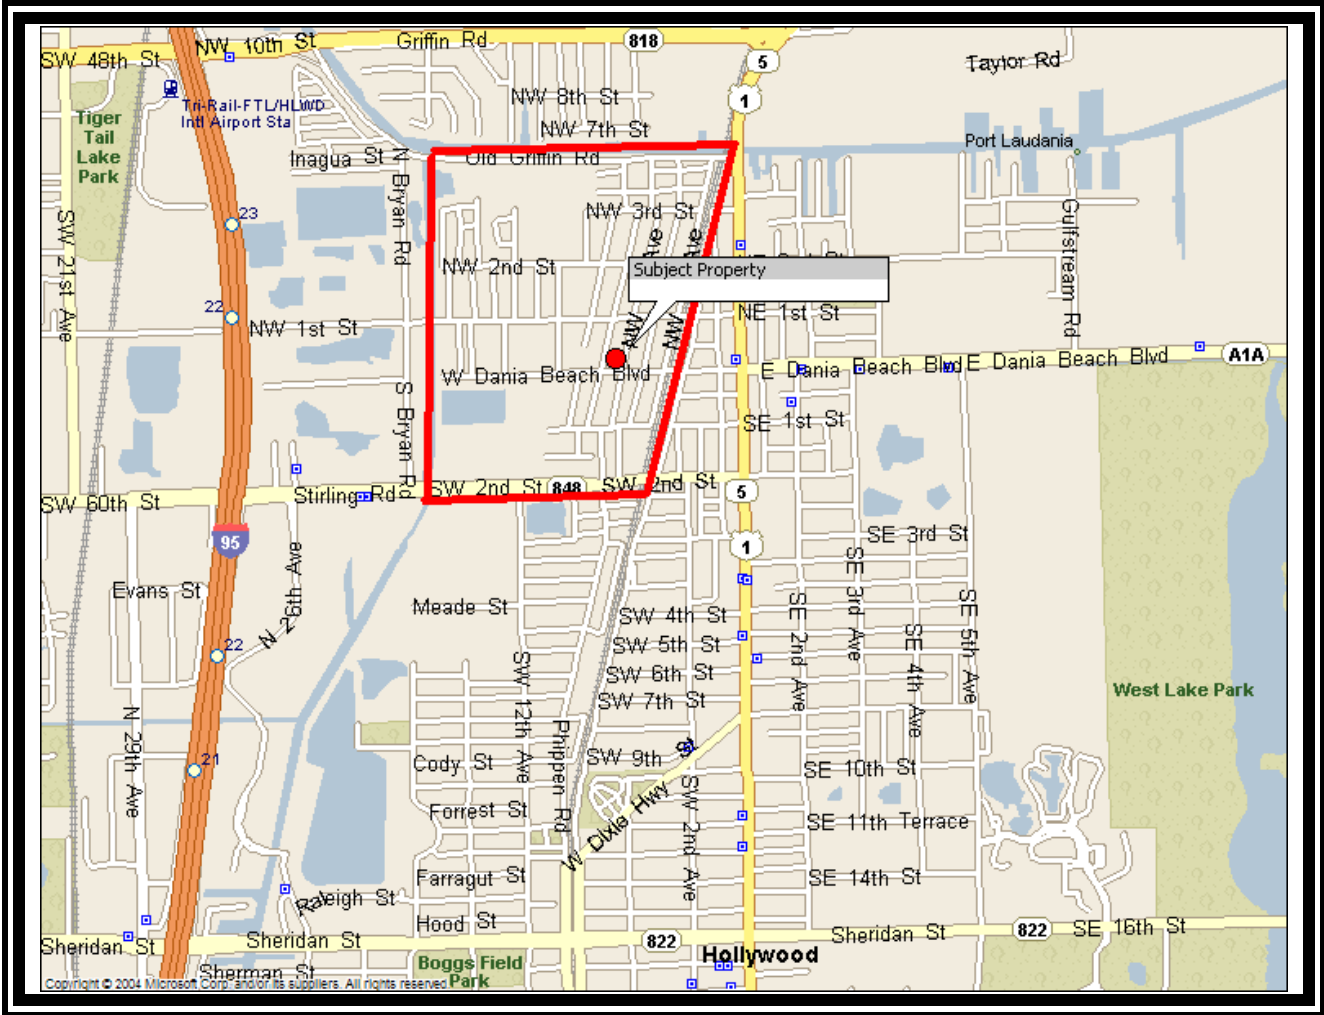 NW 10th St
Griffin Rd
818
SW 48th St
5
Taylor Rd
Tri-Rail-FTL/HLWD
Intl Airport Sta
NW 8th St
1
Tiger
Tail
Lake
Park
NW 7th St
Port Laudania
Inagua St
Old Griffin Rd
N Bryan Rd
23
NW 3rd St
SW 21st Ave
Gulfstream Rd
Ave
Ave
NW 2nd St
Subject Property
22
NW 1st St
NE 1st St
NW
NW
A1A
E Dania Beach Blvd
E Dania Beach Blvd
W Dania Beach Blvd
S Bryan Rd
SE 1st St
SW 60th St
Stirling Rd
SW 2nd St
848
SW 2nd St
5
95
1
SE 3rd St
N 26th Ave
Evans St
SE 3rd Ave
Meade St
SW 4th St
SE 2nd Ave
SE 5th Ave
22
SW 5th St
SE 4th Ave
SW 6th St
West Lake Park
SW 7th St
SW 12th Ave
N 29th Ave
Phippen Rd
21
Cody St
SW 9th St
SE 10th St
W Dixie Hwy
SW 2nd Ave
Forrest St
SE 11th Terrace
Farragut St
SE 14th St
Raleigh St
Hood St
Sheridan St
Sheridan St
822
Sheridan St
822
SE 16th St
Hollywood
Boggs Field
Park
Sherman St
Copyright © 2004 Microsoft Corp. and/or its suppliers. All rights reserved.